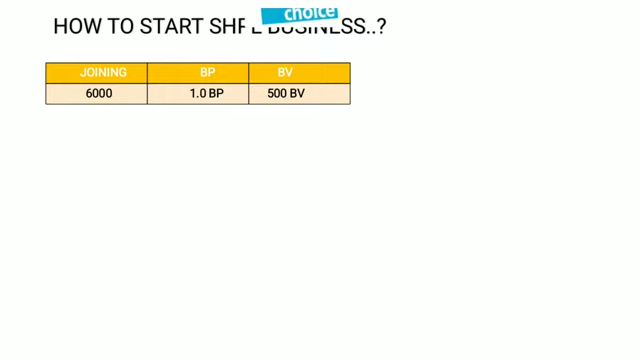 choice
HOW TO START BUSINESS..?
JOINING BP BV
6000 1.0 BP 500 BV